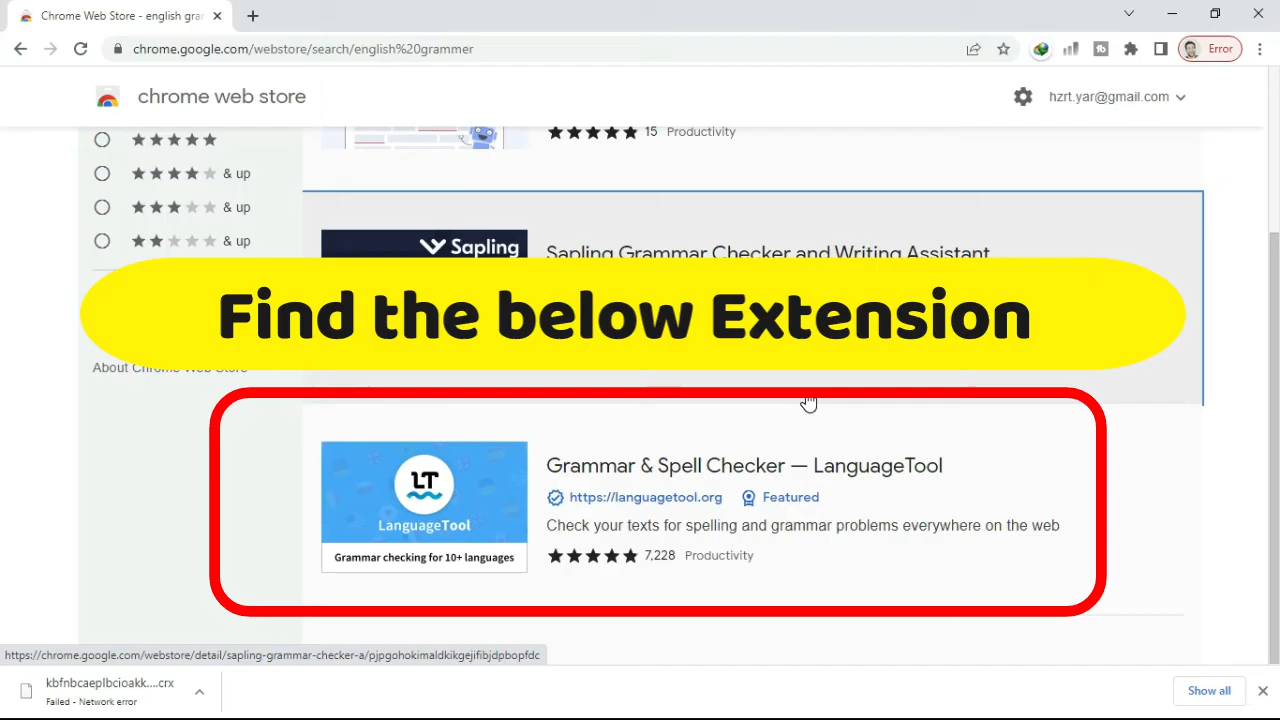 Chrome Web Store - english gra
chrome.google.com/webstore/search/english%20grammer
Error
chrome web store
hzrt.yar@gmail.com
15 Productivity
& up
& up
& up
Sapling
Sapling Grammar Checker and Writing Assistant
Find the below Extension
About Chrome Web Store
LT
LanguageTool
Grammar checking for 10+ languages
Grammar & Spell Checker — LanguageTool
https://languagetool.org Featured
Check your texts for spelling and grammar problems everywhere on the web
7,228 Productivity
https://chrome.google.com/webstore/detail/sapling-grammar-checker-a/pjpgohokimaldkikgejifibjdpbopfdc
kbfnbcaeplbcioakk....crx
Failed - Network error
Show all